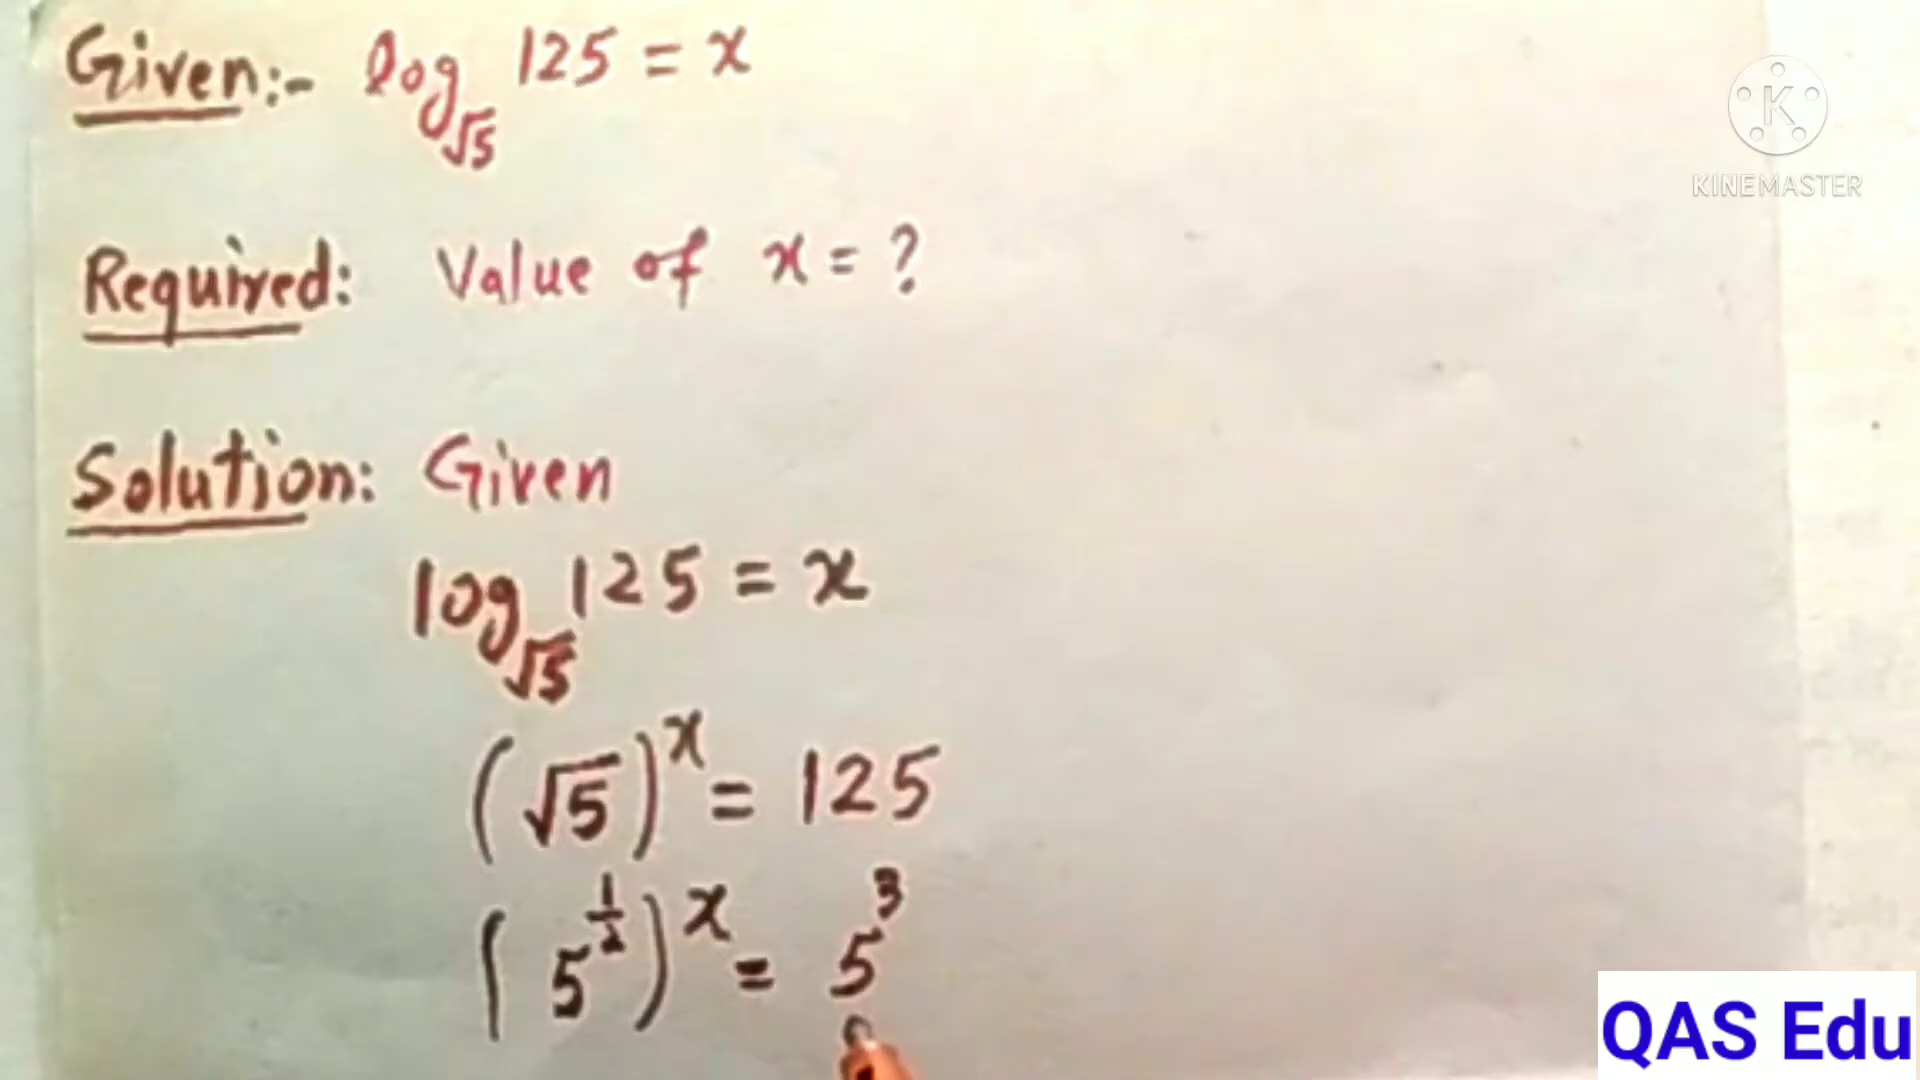 Given:- log√5 125 = x
KINEMASTER
Required: Value of x = ?
Solution: Given
log√5 125 = x
(√5)^x = 125
(5^1/2)^x = 5^3
QAS Edu